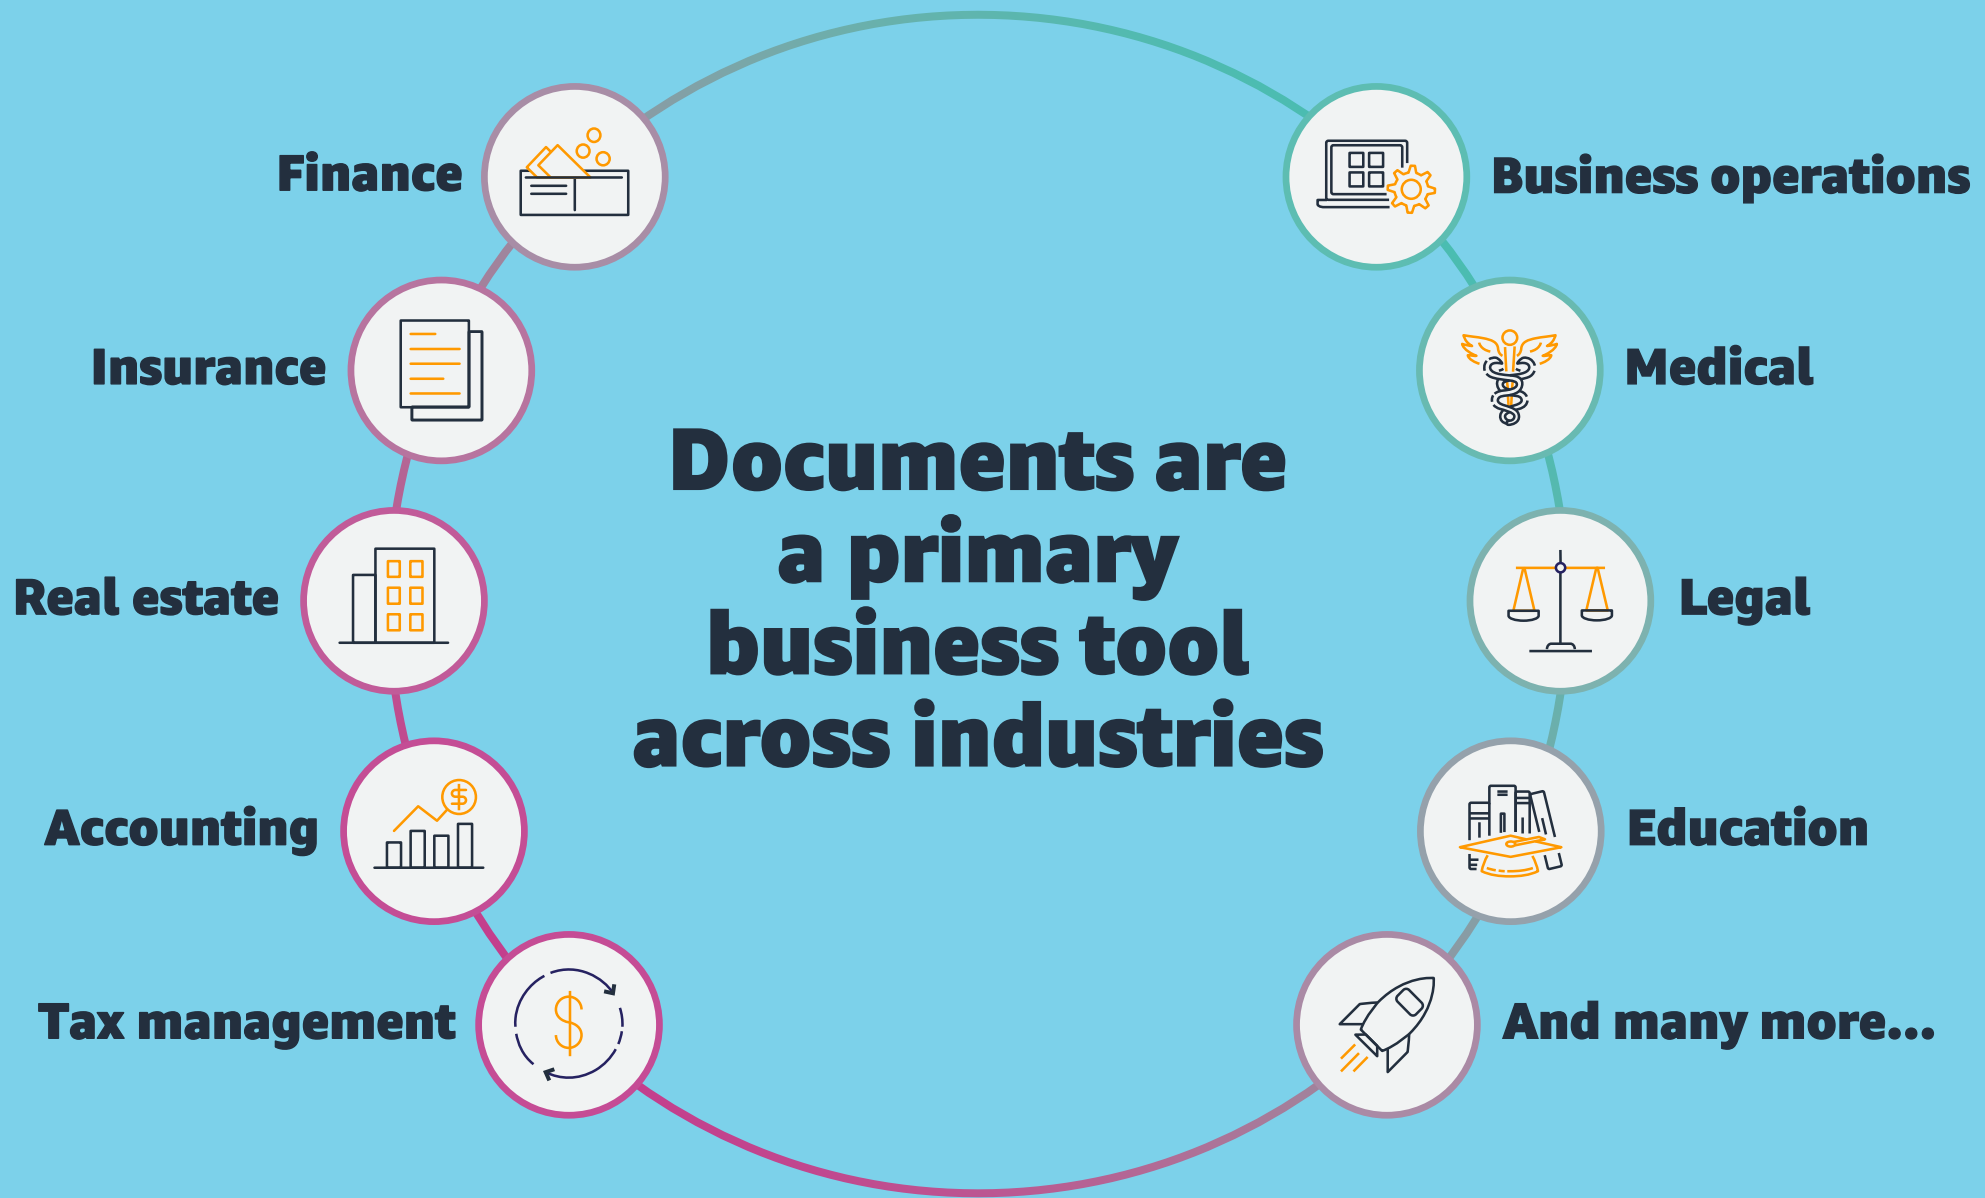 Finance
Business operations
Insurance
Medical
Documents are
a primary
business tool
across industries
Real estate
Legal
Accounting
Education
Tax management
And many more...